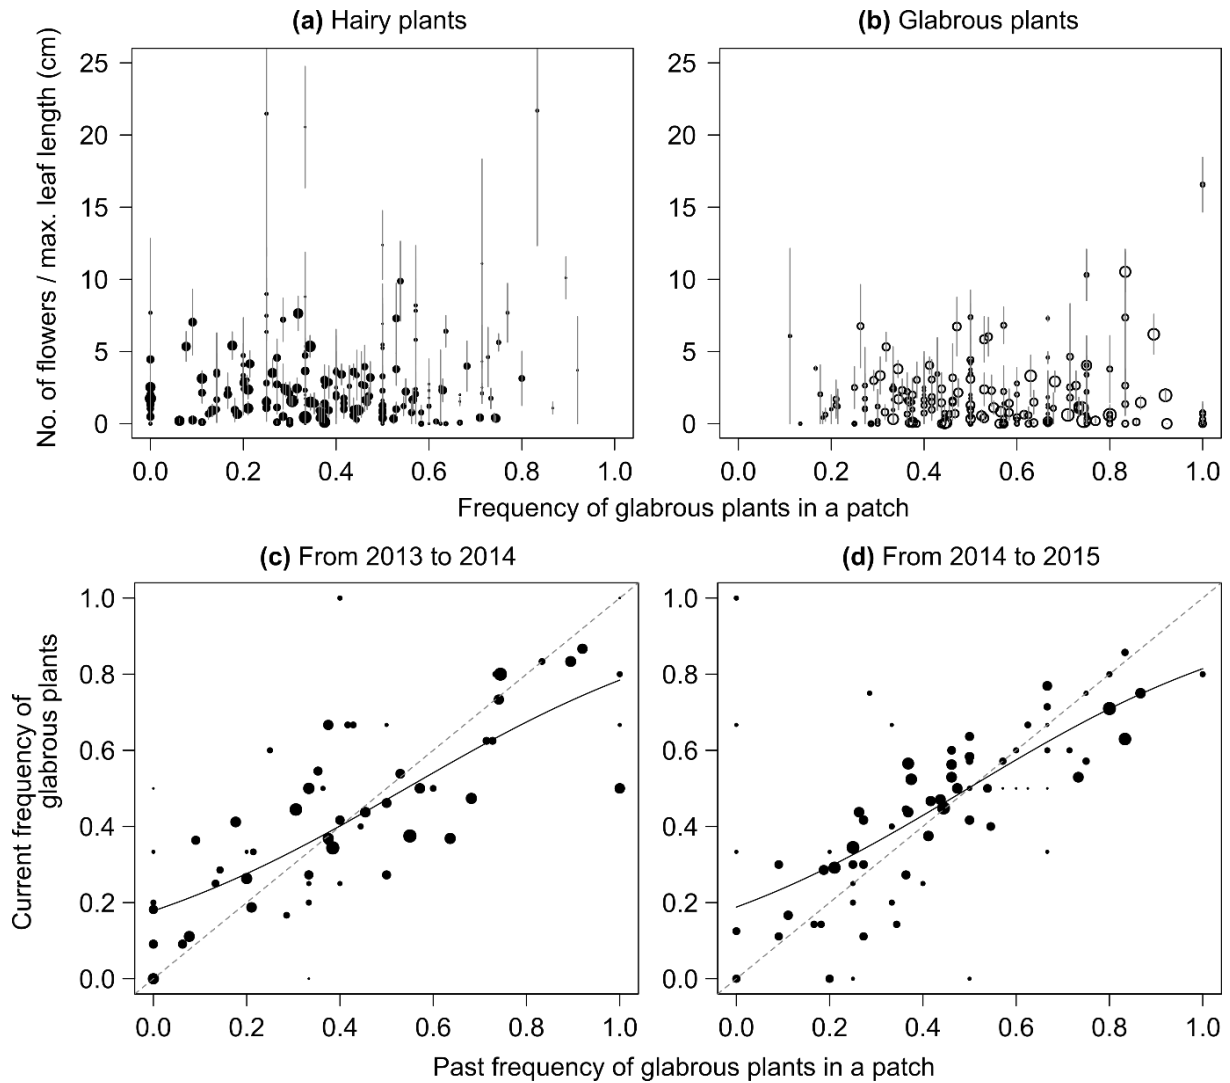 (a) Hairy plants
(b) Glabrous plants
No. of flowers / max. leaf length (cm)
25
20
15
10
5
0
0.0 0.2 0.4 0.6 0.8 1.0
25
20
15
10
5
0
0.0 0.2 0.4 0.6 0.8 1.0
Frequency of glabrous plants in a patch
(c) From 2013 to 2014
(d) From 2014 to 2015
Current frequency of
glabrous plants
1.0
0.8
0.6
0.4
0.2
0.0
0.0 0.2 0.4 0.6 0.8 1.0
1.0
0.8
0.6
0.4
0.2
0.0
0.0 0.2 0.4 0.6 0.8 1.0
Past frequency of glabrous plants in a patch